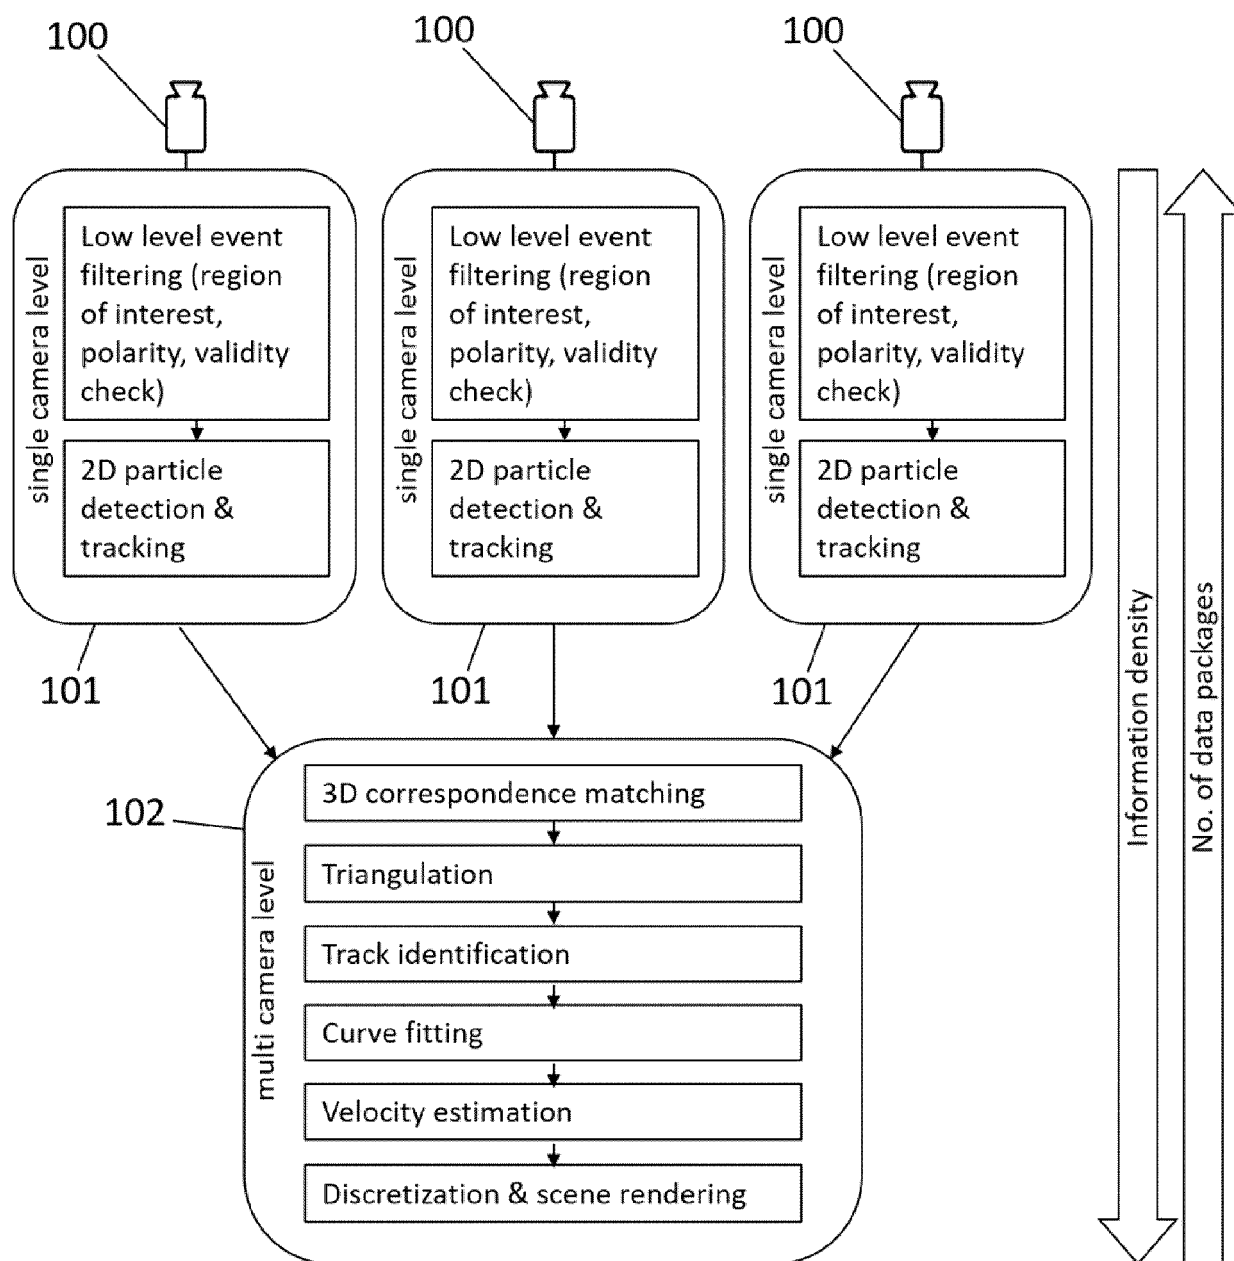 100
100
100
single camera level
Low level event
filtering (region
of interest,
polarity, validity
check)
2D particle
detection &
tracking
101
single camera level
Low level event
filtering (region
of interest,
polarity, validity
check)
2D particle
detection &
tracking
101
single camera level
Low level event
filtering (region
of interest,
polarity, validity
check)
2D particle
detection &
tracking
101
102
multi camera level
3D correspondence matching
Triangulation
Track identification
Curve fitting
Velocity estimation
Discretization & scene rendering
Information density
No. of data packages